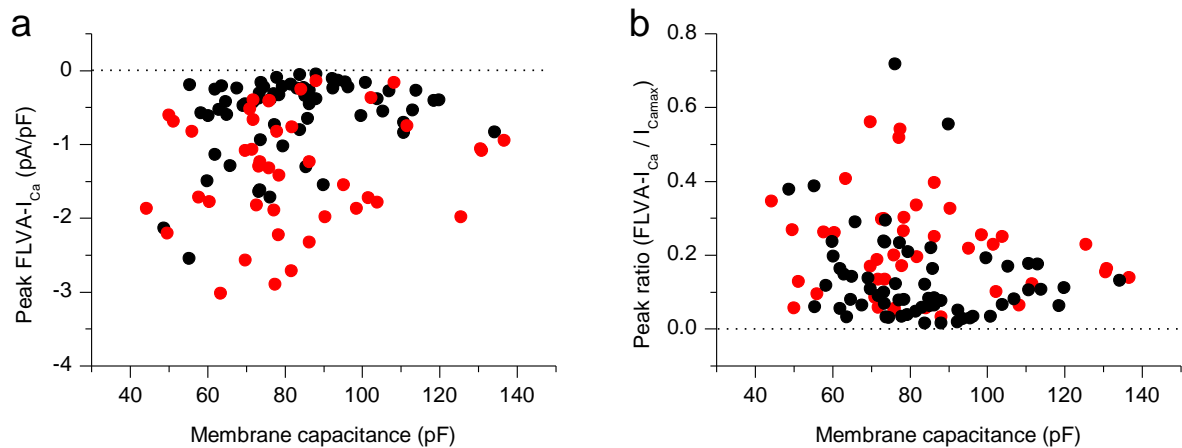 a
0
-1
-2
-3
-4
Peak FLVA-I_Ca (pA/pF)
40 60 80 100 120 140
Membrane capacitance (pF)
b
0.8
0.6
0.4
0.2
0.0
Peak ratio (FLVA-I_Ca / I_Camax)
40 60 80 100 120 140
Membrane capacitance (pF)